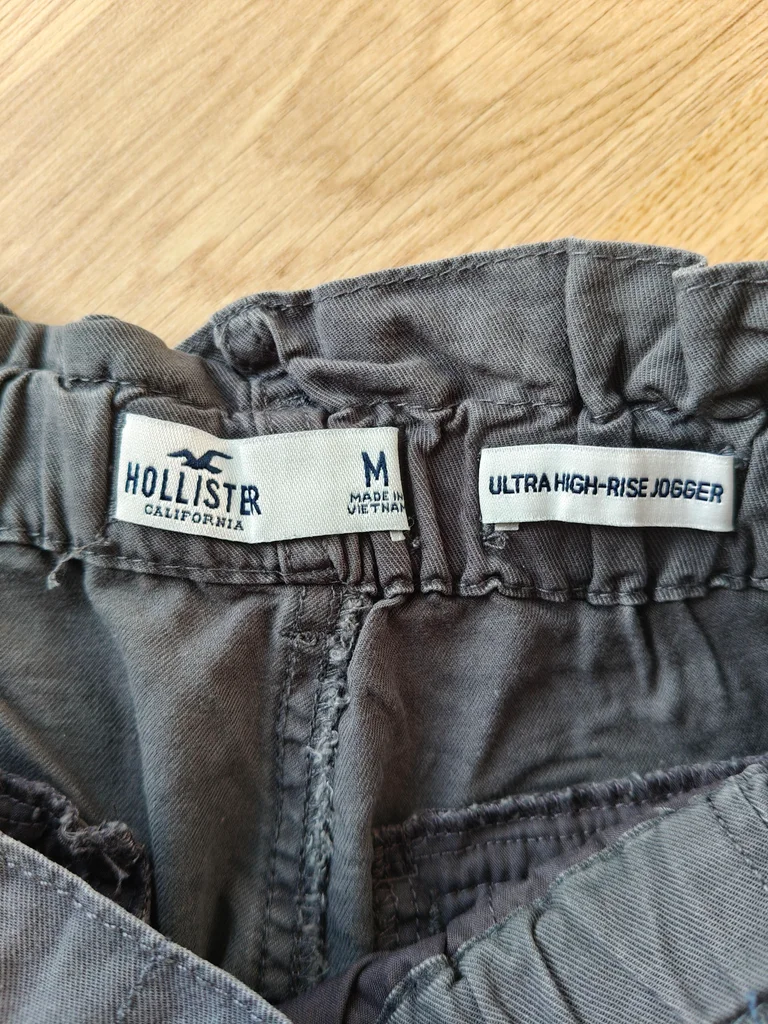 HOLLISTER
CALIFORNIA
M
MADE IN
VIETNAM
ULTRA HIGH-RISE JOGGER